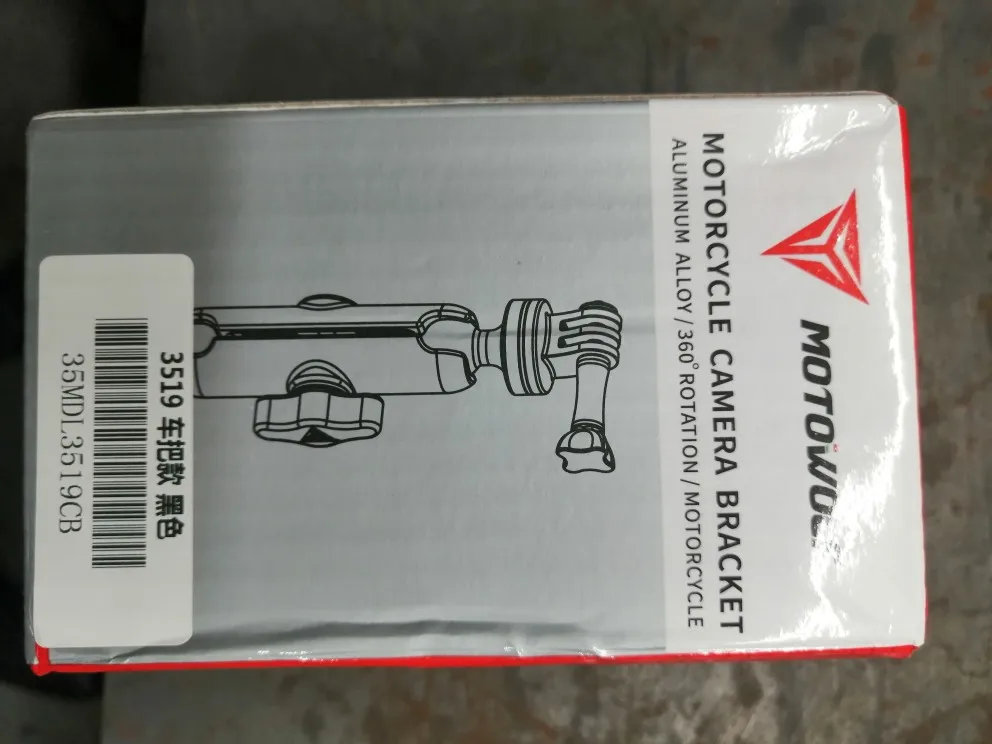 MOTOWOLF
MOTORCYCLE CAMERA BRACKET
ALUMINUM ALLOY / 360° ROTATION / MOTORCYCLE
3519 车把款 黑色
35MDL3519CB